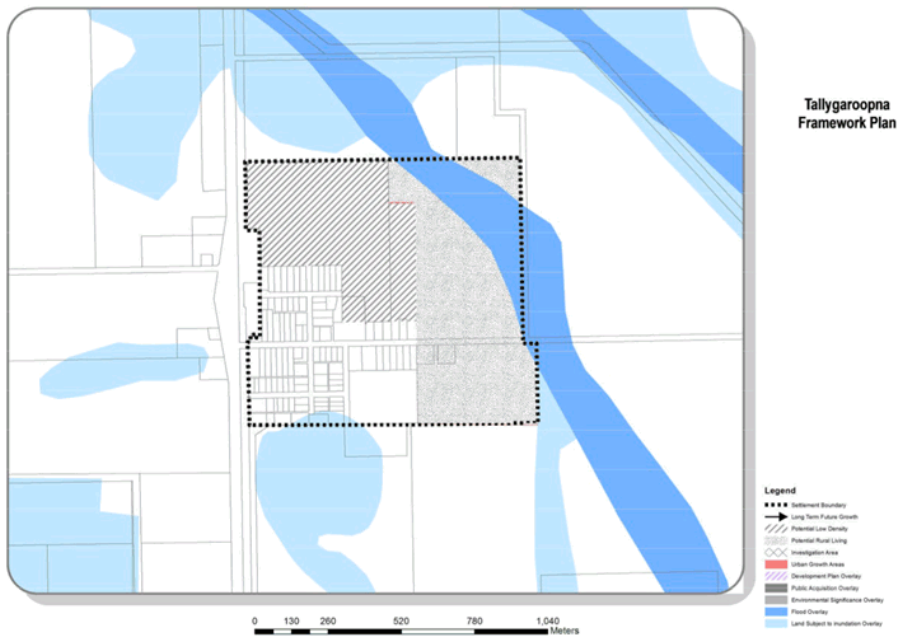 Tallygaroopna
Framework Plan
Legend
Settlement Boundary
Long Term Future Growth
Potential Low Density
Potential Rural Living
Investigation Area
Urban Growth Areas
Development Plan Overlay
Public Acquisition Overlay
Environmental Significance Overlay
Flood Overlay
Land Subject to Inundation Overlay
0 130 260 520 780 1,040
Meters